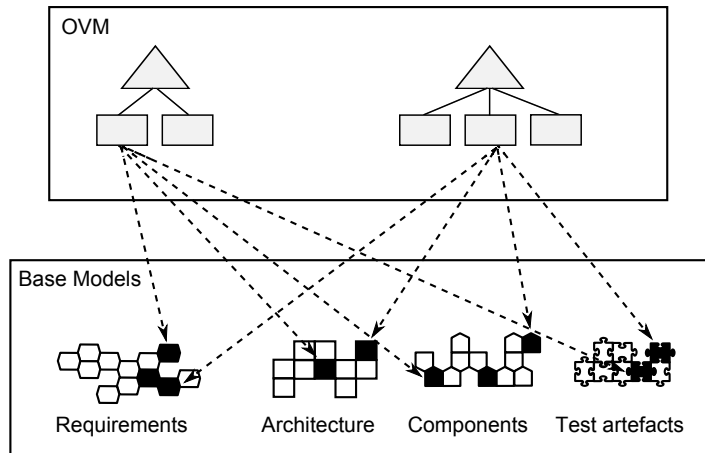 OVM
Base Models
Requirements
Architecture
Components
Test artefacts